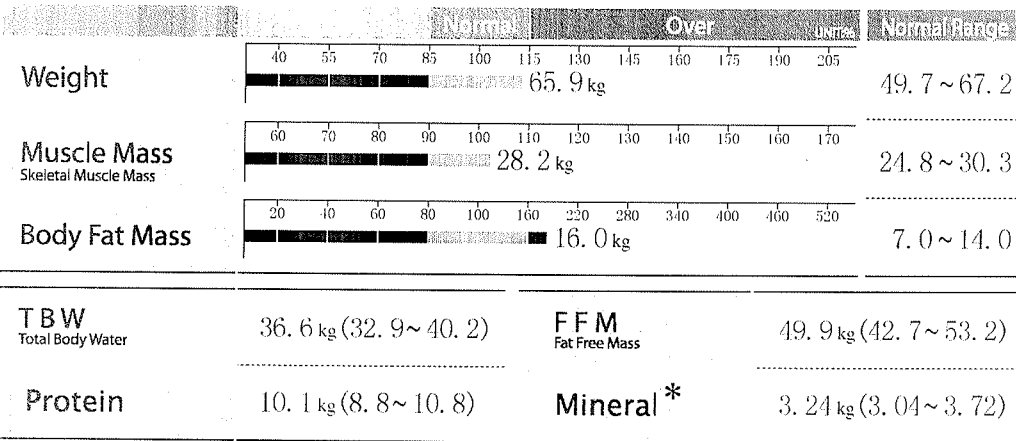 Normal Over UNIT:% Normal Range
40 55 70 85 100 115 130 145 160 175 190 205
Weight 65.9 kg 49.7~67.2
60 70 80 90 100 110 120 130 140 150 160 170
Muscle Mass 28.2 kg 24.8~30.3
Skeletal Muscle Mass
20 40 60 80 100 160 220 280 340 400 460 520
Body Fat Mass 16.0 kg 7.0~14.0
TBW 36.6 kg (32.9~40.2) FFM 49.9 kg (42.7~53.2)
Total Body Water Fat Free Mass
Protein 10.1 kg (8.8~10.8) Mineral* 3.24 kg (3.04~3.72)